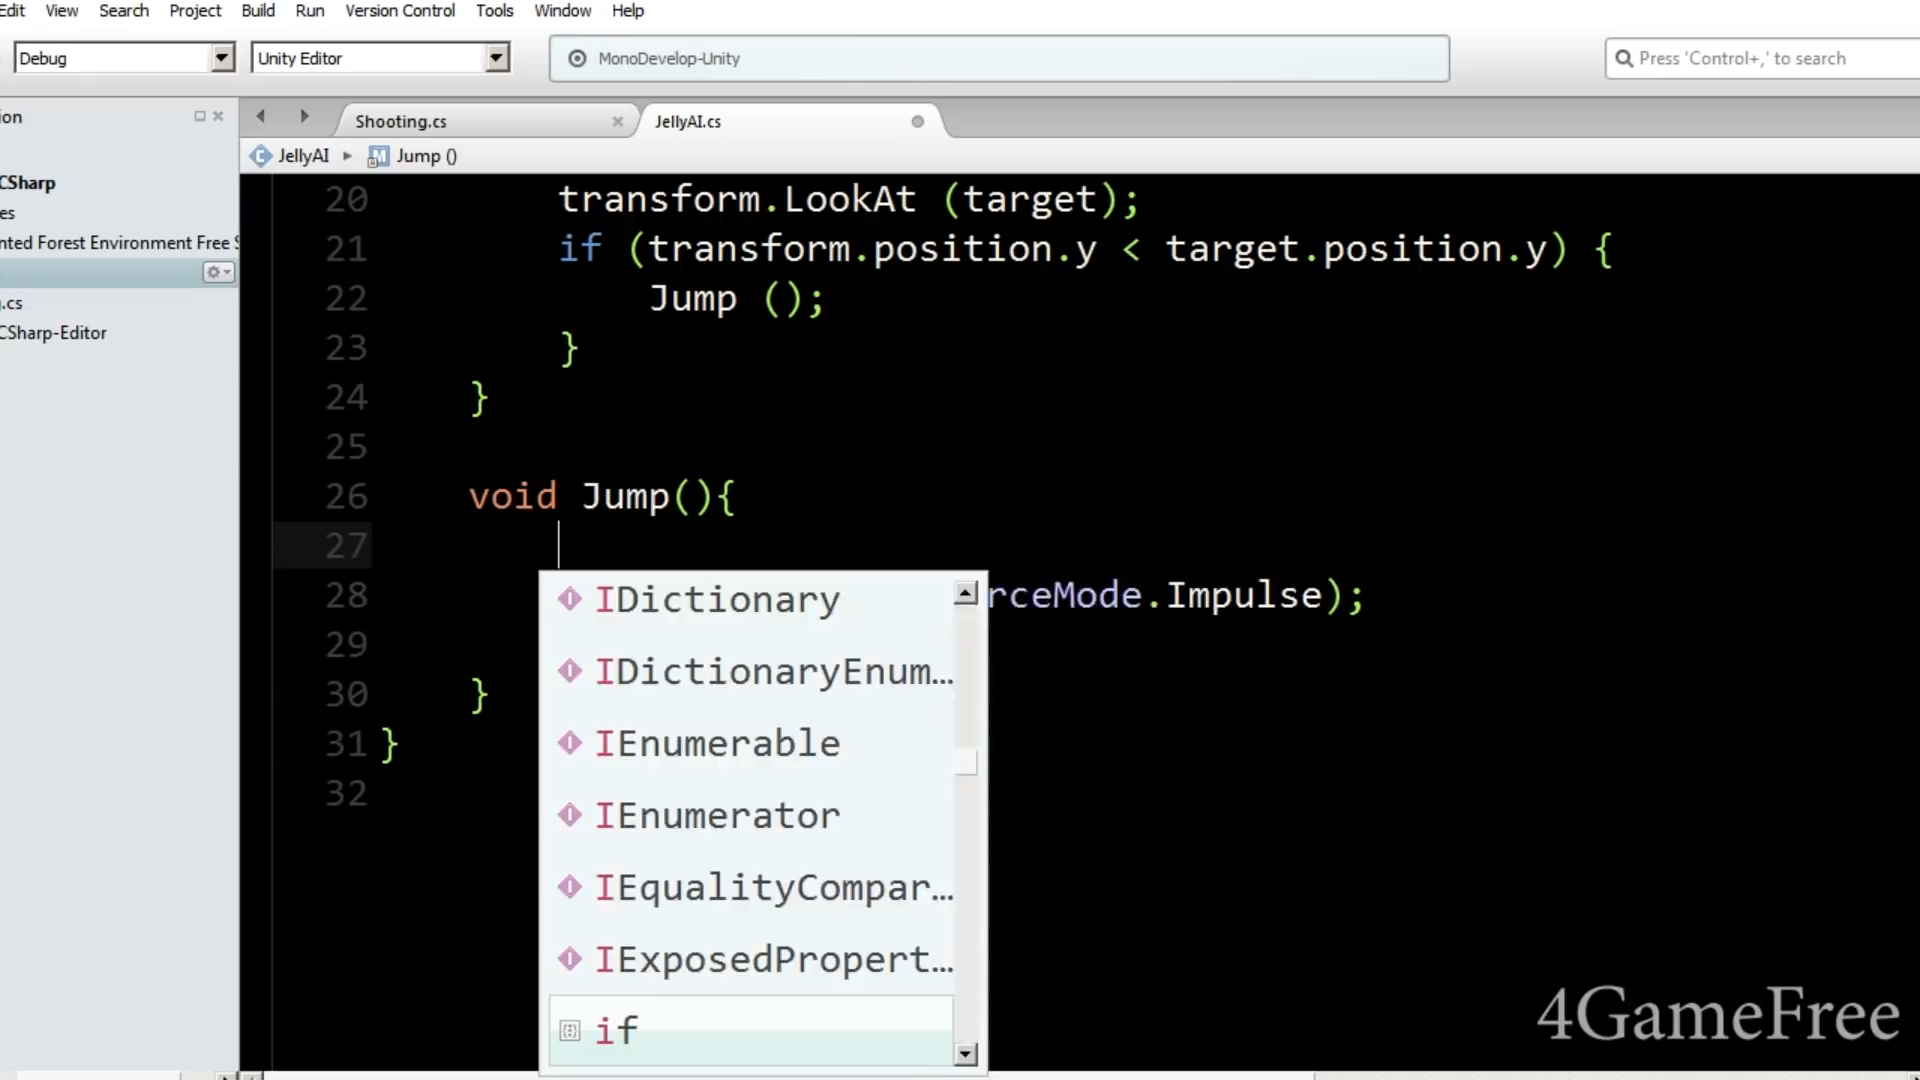 Edit View Search Project Build Run Version Control Tools Window Help
Debug Unity Editor MonoDevelop-Unity Press 'Control+,' to search
Shooting.cs JellyAI.cs
JellyAI Jump ()
CSharp
Forest Environment Free
.cs
CSharp-Editor
20 transform.LookAt (target);
21 if (transform.position.y < target.position.y) {
22 Jump ();
23 }
24 }
25
26 void Jump(){
27
28 rceMode.Impulse);
29
30 }
31 }
32
IDictionary
IDictionaryEnum...
IEnumerable
IEnumerator
IEqualityCompar...
IExposedPropert...
if
4GameFree